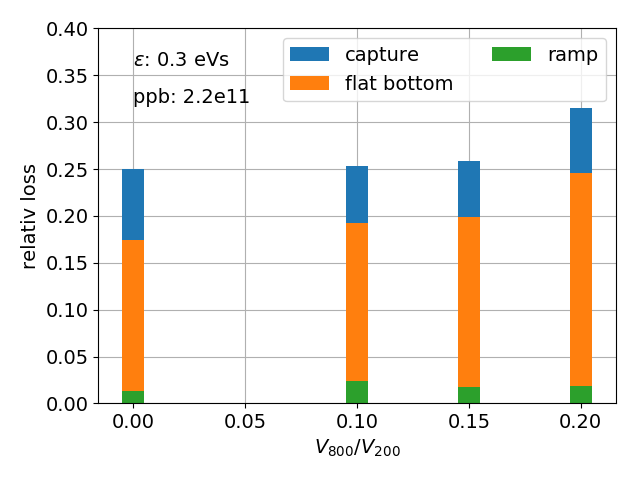 0.40
0.35
0.30
0.25
0.20
0.15
0.10
0.05
0.00
relativ loss
ε: 0.3 eVs
ppb: 2.2e11
capture
flat bottom
ramp
0.00 0.05 0.10 0.15 0.20
V800/V200